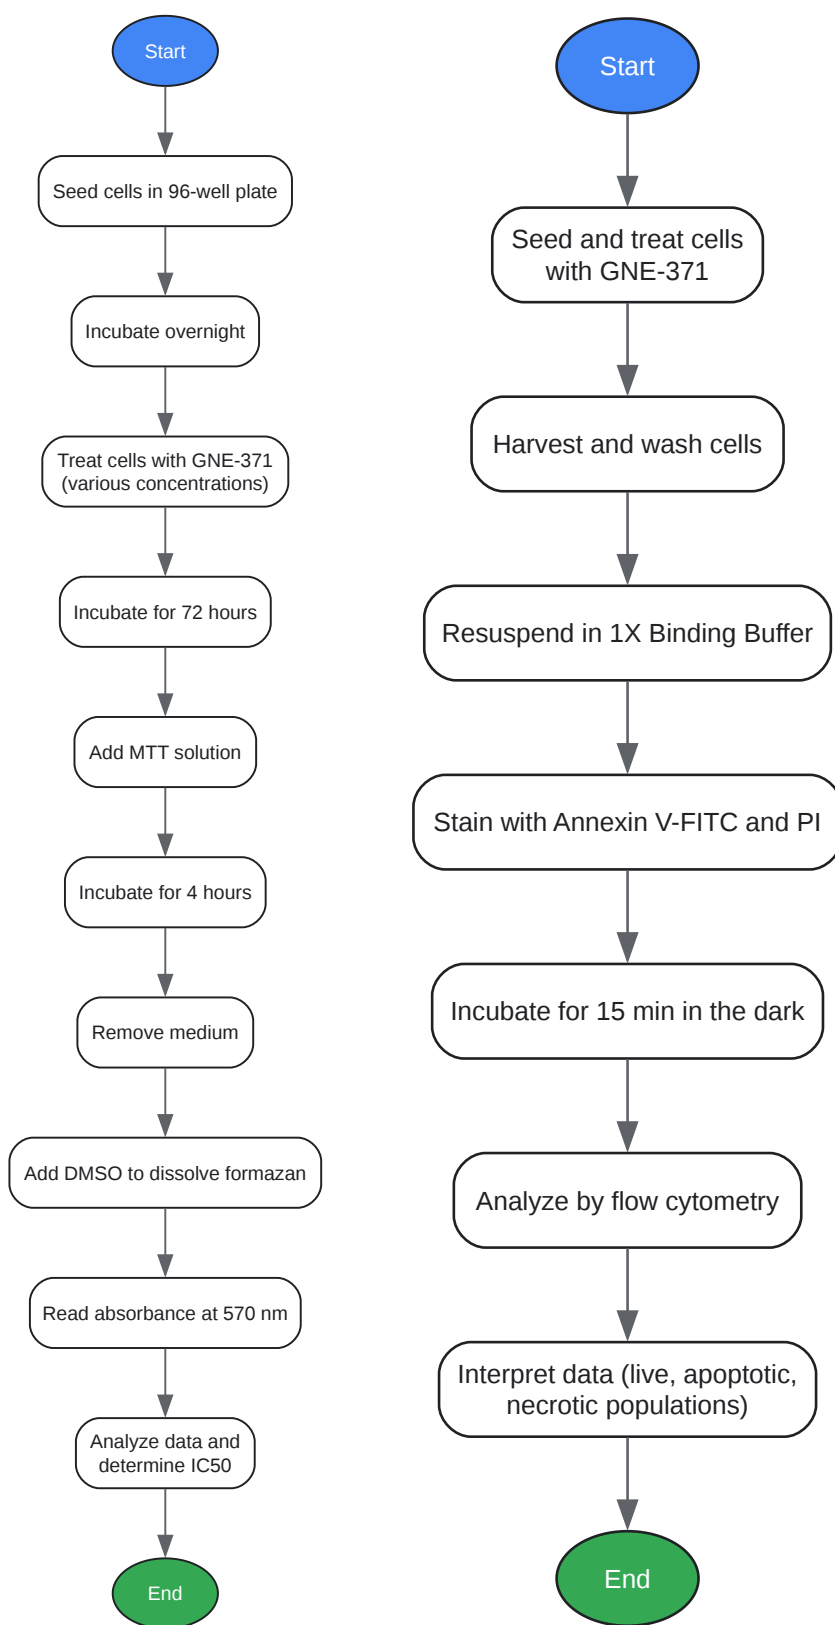 Start
Seed cells in 96-well plate
Incubate overnight
Treat cells with GNE-371
(various concentrations)
Incubate for 72 hours
Add MTT solution
Incubate for 4 hours
Remove medium
Add DMSO to dissolve formazan
Read absorbance at 570 nm
Analyze data and
determine IC50
End
Start
Seed and treat cells
with GNE-371
Harvest and wash cells
Resuspend in 1X Binding Buffer
Stain with Annexin V-FITC and PI
Incubate for 15 min in the dark
Analyze by flow cytometry
Interpret data (live, apoptotic,
necrotic populations)
End